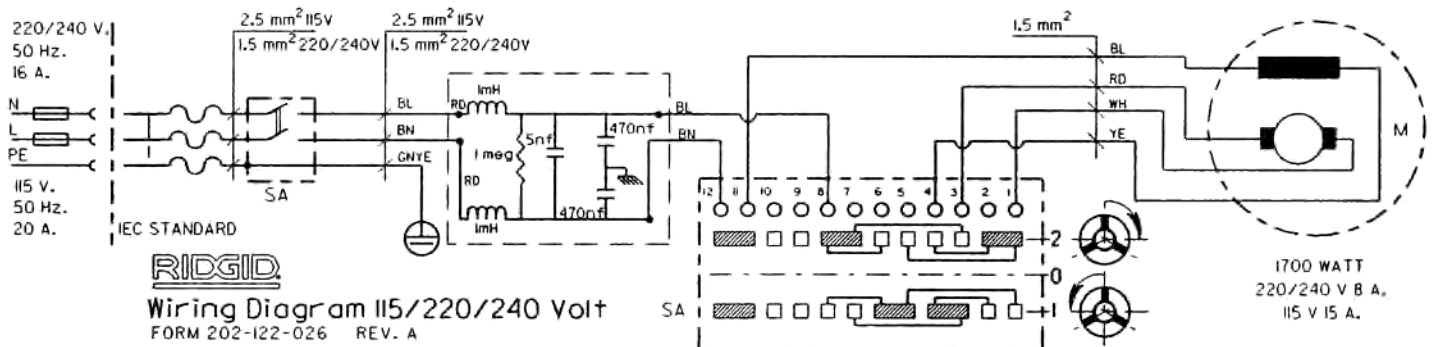 220/240 V.
50 Hz.
16 A.
N
L
PE
115 V.
50 Hz.
20 A.
IEC STANDARD
2.5 mm² 115V
1.5 mm² 220/240V
SA
2.5 mm² 115V
1.5 mm² 220/240V
BL
BN
GNYE
RD
1mH
1 meg
5nf
470nf
RD
470nf
1mH
BL
BN
12 11 10 9 8 7 6 5 4 3 2 1
2
0
SA
1
1.5 mm²
BL
RD
WH
YE
M
1700 WATT
220/240 V 8 A.
115 V 15 A.
RIDGID
Wiring Diagram 115/220/240 Volt
FORM 202-122-026 REV. A